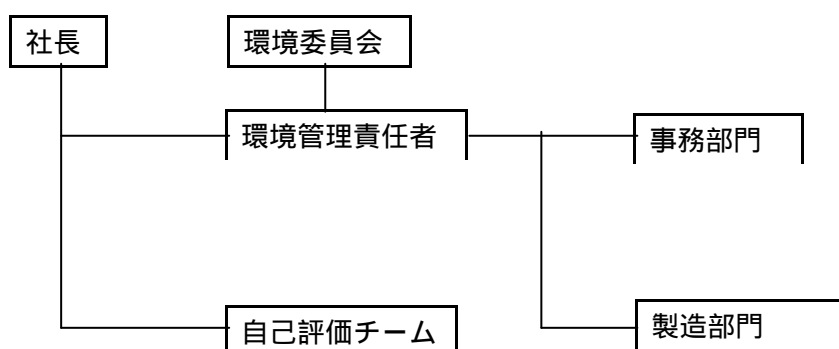 社長
環境委員会
環境管理責任者
事務部門
自己評価チーム
製造部門